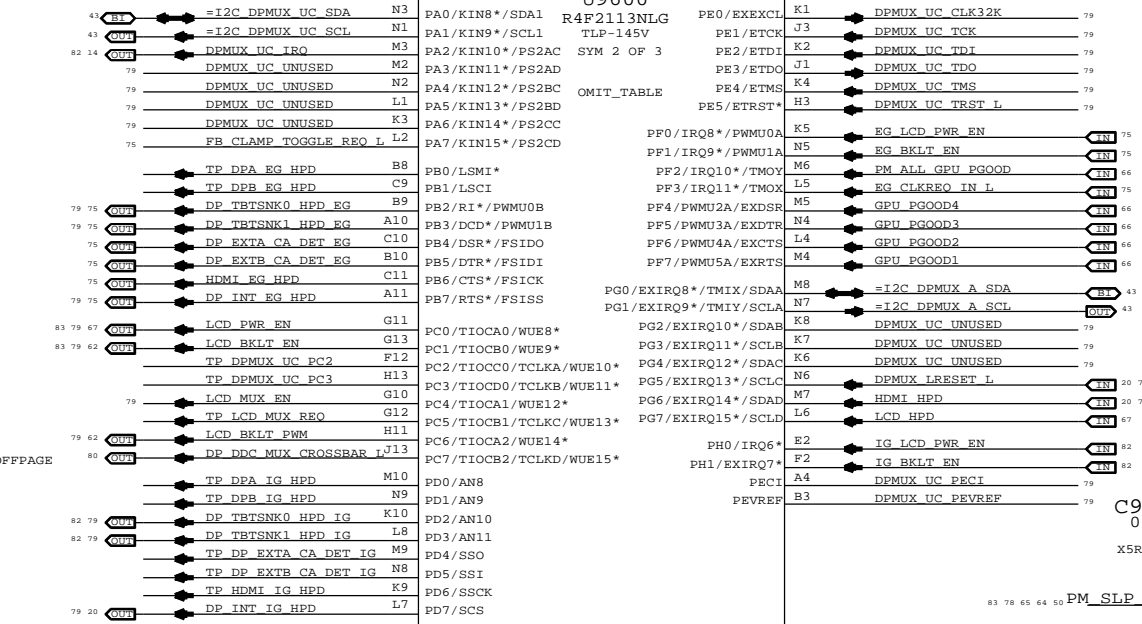 U9600
R4F2113NLG
TLP-145V
SYM 2 OF 3
OMIT_TABLE
43 BI =I2C_DPMUX_UC_SDA N3 PA0/KIN8*/SDA1
43 OUT =I2C_DPMUX_UC_SCL N1 PA1/KIN9*/SCL1
82 14 OUT DPMUX_UC_IRQ M3 PA2/KIN10*/PS2AC
79 DPMUX_UC_UNUSED M2 PA3/KIN11*/PS2AD
79 DPMUX_UC_UNUSED N2 PA4/KIN12*/PS2BC
79 DPMUX_UC_UNUSED L1 PA5/KIN13*/PS2BD
79 DPMUX_UC_UNUSED K3 PA6/KIN14*/PS2CC
75 FB_CLAMP_TOGGLE_REQ_L L2 PA7/KIN15*/PS2CD
TP_DPA_EG_HPD B8 PB0/LSMI*
TP_DPB_EG_HPD C9 PB1/LSCI
79 75 OUT DP_TBTSNK0_HPD_EG B9 PB2/RI*/PWMU0B
79 75 OUT DP_TBTSNK1_HPD_EG A10 PB3/DCD*/PWMU1B
75 OUT DP_EXTA_CA_DET_EG C10 PB4/DSR*/FSIDO
75 OUT DP_EXTB_CA_DET_EG B10 PB5/DTR*/FSIDI
75 OUT HDMI_EG_HPD C11 PB6/CTS*/FSICK
79 75 OUT DP_INT_EG_HPD A11 PB7/RTS*/FSISS
83 79 67 OUT LCD_PWR_EN G11 PC0/TIOCA0/WUE8*
83 79 62 OUT LCD_BKLT_EN G13 PC1/TIOCB0/WUE9*
TP_DPMUX_UC_PC2 F12 PC2/TIOCC0/TCLKA/WUE10*
TP_DPMUX_UC_PC3 H13 PC3/TIOCD0/TCLKB/WUE11*
79 LCD_MUX_EN G10 PC4/TIOCA1/WUE12*
TP_LCD_MUX_REQ G12 PC5/TIOCB1/TCLKC/WUE13*
79 62 OUT LCD_BKLT_PWM H11 PC6/TIOCA2/WUE14*
OFFPAGE 80 OUT DP_DDC_MUX_CROSSBAR_L J13 PC7/TIOCB2/TCLKD/WUE15*
TP_DPA_IG_HPD M10 PD0/AN8
TP_DPB_IG_HPD N9 PD1/AN9
82 79 OUT DP_TBTSNK0_HPD_IG K10 PD2/AN10
82 79 OUT DP_TBTSNK1_HPD_IG L8 PD3/AN11
TP_DP_EXTA_CA_DET_IG M9 PD4/SSO
TP_DP_EXTB_CA_DET_IG N8 PD5/SSI
TP_HDMI_IG_HPD K9 PD6/SSCK
79 20 OUT DP_INT_IG_HPD L7 PD7/SCS
PE0/EXEXCL K1 DPMUX_UC_CLK32K 79
PE1/ETCK J3 DPMUX_UC_TCK 79
PE2/ETDI K2 DPMUX_UC_TDI 79
PE3/ETDO J1 DPMUX_UC_TDO 79
PE4/ETMS K4 DPMUX_UC_TMS 79
PE5/ETRST* H3 DPMUX_UC_TRST_L 79
PF0/IRQ8*/PWMU0A K5 EG_LCD_PWR_EN IN 75
PF1/IRQ9*/PWMU1A N5 EG_BKLT_EN IN 75
PF2/IRQ10*/TMOY M6 PM_ALL_GPU_PGOOD IN 66
PF3/IRQ11*/TMOX L5 EG_CLKREQ_IN_L IN 75
PF4/PWMU2A/EXDSR M5 GPU_PGOOD4 IN 66
PF5/PWMU3A/EXDTR N4 GPU_PGOOD3 IN 66
PF6/PWMU4A/EXCTS L4 GPU_PGOOD2 IN 66
PF7/PWMU5A/EXRTS M4 GPU_PGOOD1 IN 66
PG0/EXIRQ8*/TMIX/SDAA M8 =I2C_DPMUX_A_SDA BI 43
PG1/EXIRQ9*/TMIY/SCLA N7 =I2C_DPMUX_A_SCL OUT 43
PG2/EXIRQ10*/SDAB K8 DPMUX_UC_UNUSED 79
PG3/EXIRQ11*/SCLB K7 DPMUX_UC_UNUSED 79
PG4/EXIRQ12*/SDAC K6 DPMUX_UC_UNUSED 79
PG5/EXIRQ13*/SCLC N6 DPMUX_LRESET_L IN 20 7
PG6/EXIRQ14*/SDAD M7 HDMI_HPD IN 20 7
PG7/EXIRQ15*/SCLD L6 LCD_HPD IN 67
PH0/IRQ6* E2 IG_LCD_PWR_EN IN 82
PH1/EXIRQ7* F2 IG_BKLT_EN IN 82
PECI A4 DPMUX_UC_PECI 79
PEVREF B3 DPMUX_UC_PEVREF 79
C9
0
X5R
83 78 65 64 50 PM_SLP_